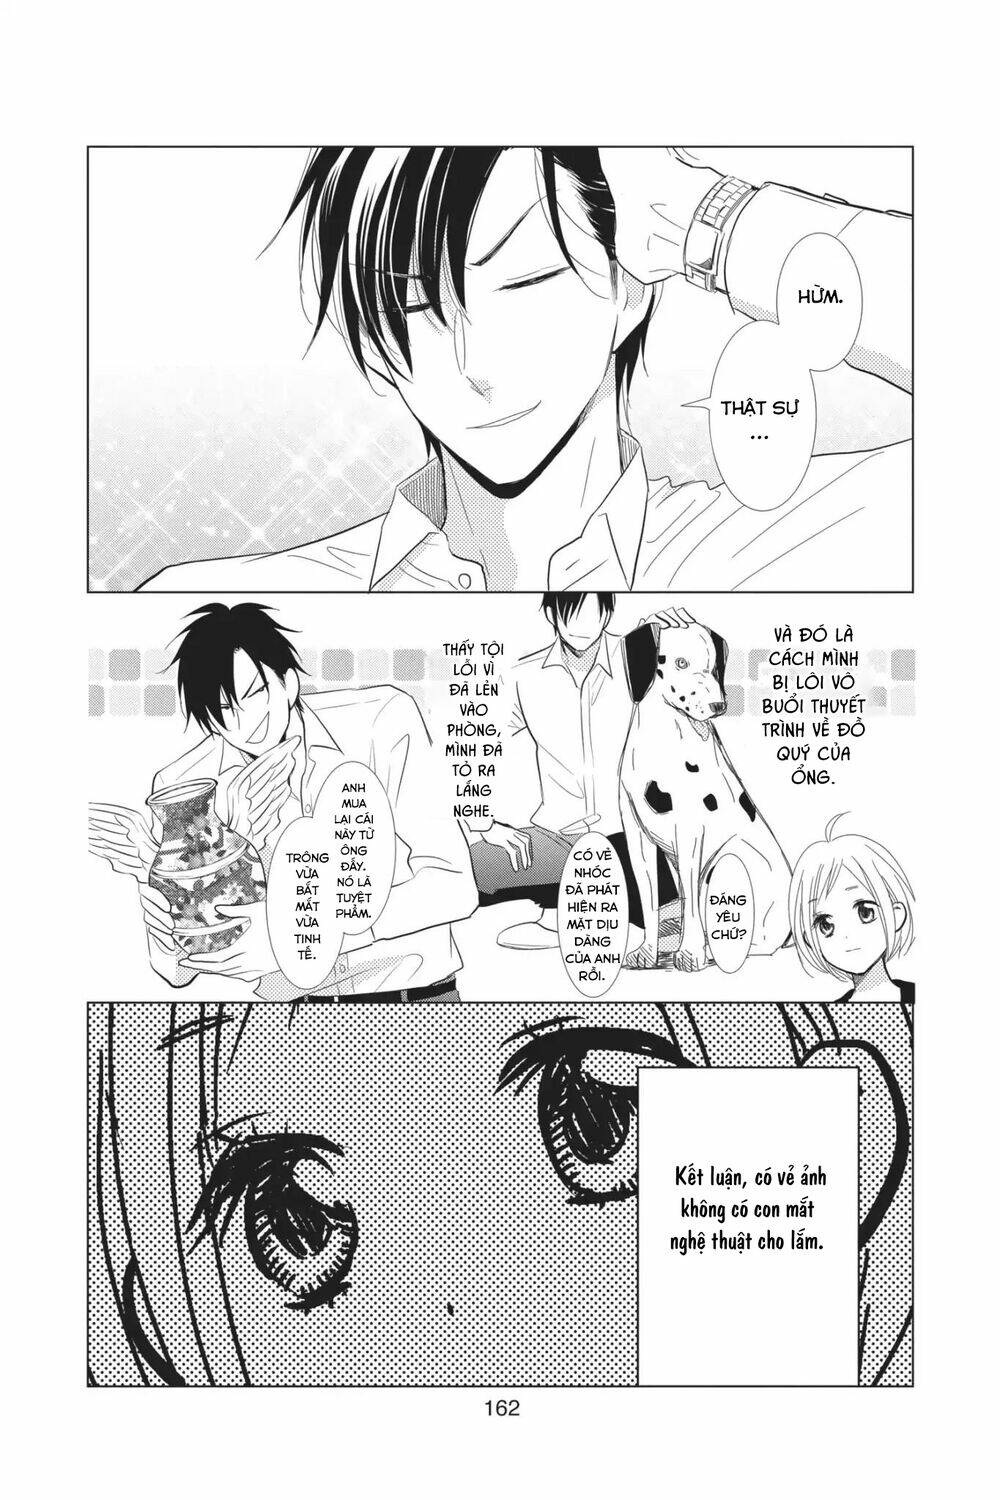 HỪM.
THẬT SỰ
...
VÀ ĐÓ LÀ
CÁCH MÌNH
BỊ LÔI VÔ
BUỔI THUYẾT
TRÌNH VỀ ĐỒ
QUÝ CỦA
ỔNG.
ĐÁNG
YÊU
CHỨ?
CÓ VẺ
NHÓC
ĐÃ PHÁT
HIỆN RA
MẶT DỊU
DÀNG
CỦA ANH
RỒI.
THẤY TỘI
LỖI VÌ
ĐÃ LẺN
VÀO
PHÒNG,
MÌNH ĐÃ
TỎ RA
LẮNG
NGHE.
ANH
MUA
LẠI CÁI
NÀY TỪ
ÔNG
ĐẤY.
NÓ LÀ
TUYỆT
PHẨM.
TRÔNG
VỪA
BẮT
MẮT
VỪA
TINH
TẾ.
Kết luận, có vẻ ảnh
không có con mắt
nghệ thuật cho lắm.
162